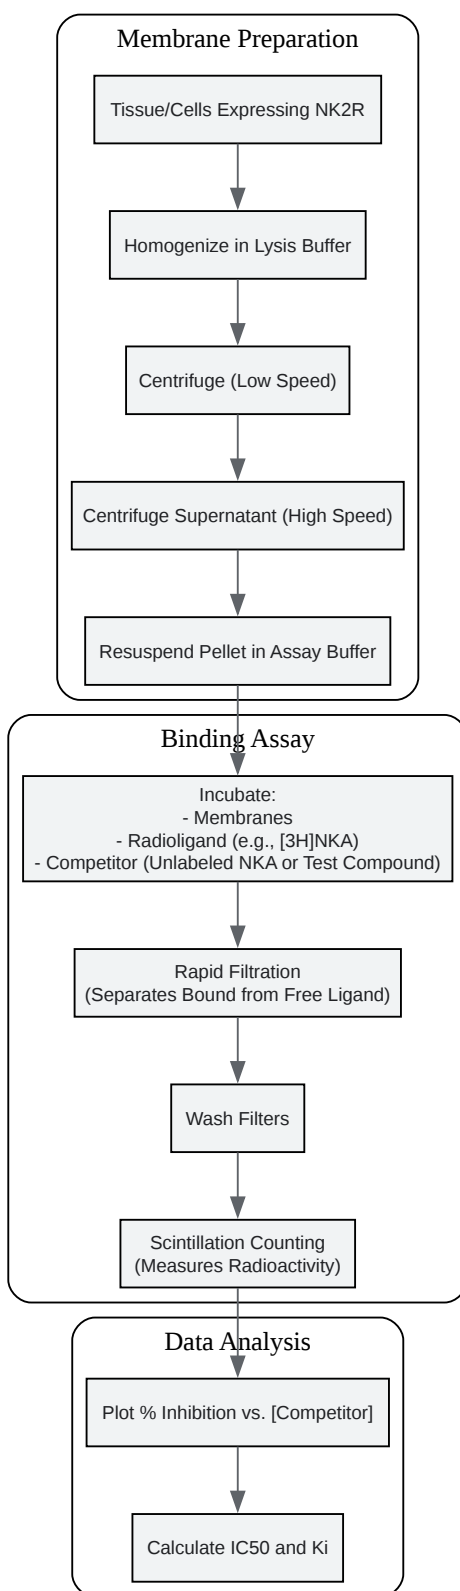 Membrane Preparation
Tissue/Cells Expressing NK2R
Homogenize in Lysis Buffer
Centrifuge (Low Speed)
Centrifuge Supernatant (High Speed)
Resuspend Pellet in Assay Buffer
Binding Assay
Incubate:
- Membranes
- Radioligand (e.g., [3H]NKA)
- Competitor (Unlabeled NKA or Test Compound)
Rapid Filtration
(Separates Bound from Free Ligand)
Wash Filters
Scintillation Counting
(Measures Radioactivity)
Data Analysis
Plot % Inhibition vs. [Competitor]
Calculate IC50 and Ki